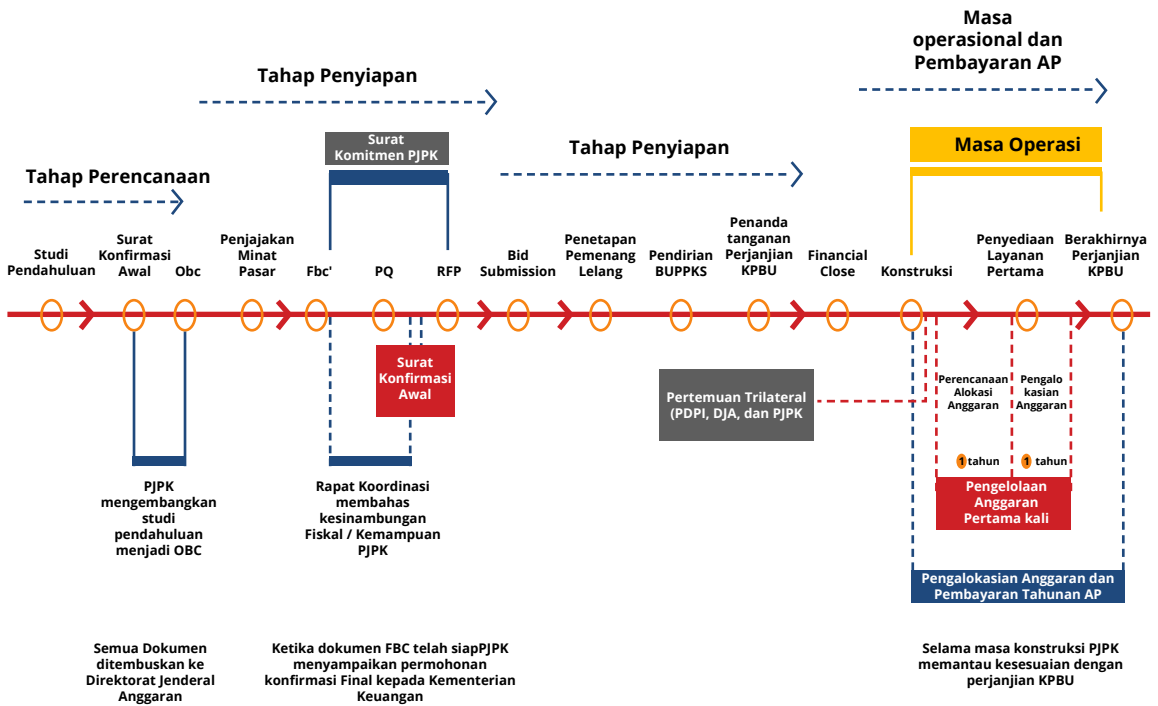 Masa
operasional dan
Pembayaran AP
Tahap Penyiapan
Surat
Komitmen PJPK
Tahap Penyiapan
Masa Operasi
Tahap Perencanaan
Studi
Pendahuluan
Surat
Konfirmasi
Awal
Obc
Penjajakan
Minat
Pasar
Fbc'
PQ
RFP
Bid
Submission
Penetapan
Pemenang
Lelang
Pendirian
BUPPKS
Penanda
tanganan
Perjanjian
KPBU
Financial
Close
Konstruksi
Penyediaan
Layanan
Pertama
Berakhirnya
Perjanjian
KPBU
Surat
Konfirmasi
Awal
Pertemuan Trilateral
(PDPI, DJA, dan PJPK
Perencanaan
Alokasi
Anggaran
Pengalo
kasian
Anggaran
1 tahun
1 tahun
Pengelolaan
Anggaran
Pertama kali
PJPK
mengembangkan
studi
pendahuluan
menjadi OBC
Rapat Koordinasi
membahas
kesinambungan
Fiskal / Kemampuan
PJPK
Pengalokasian Anggaran dan
Pembayaran Tahunan AP
Semua Dokumen
ditembuskan ke
Direktorat Jenderal
Anggaran
Ketika dokumen FBC telah siapPJPK
menyampaikan permohonan
konfirmasi Final kepada Kementerian
Keuangan
Selama masa konstruksi PJPK
memantau kesesuaian dengan
perjanjian KPBU